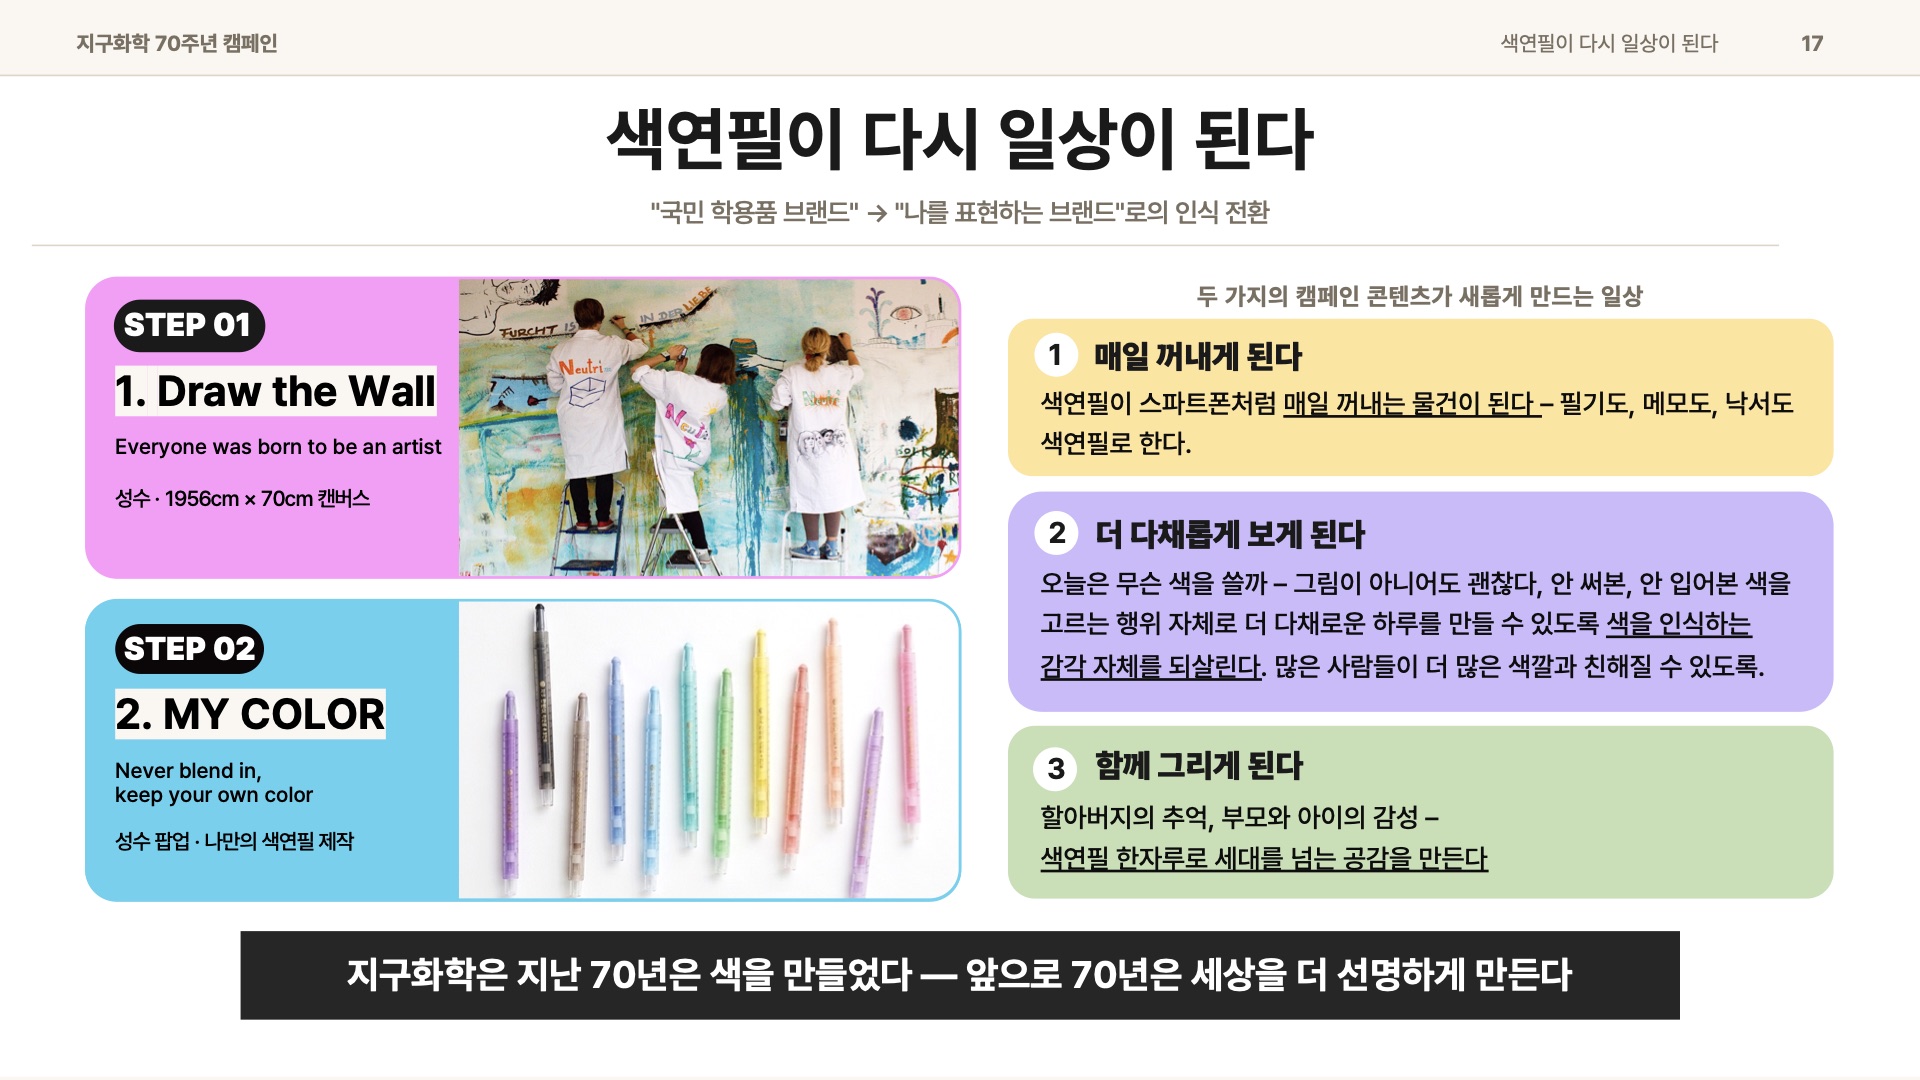 지구화학 70주년 캠페인
색연필이 다시 일상이 된다
17
색연필이 다시 일상이 된다
"국민 학용품 브랜드" → "나를 표현하는 브랜드"로의 인식 전환
STEP 01
1. Draw the Wall
Everyone was born to be an artist
성수 · 1956cm × 70cm 캔버스
FURCHT IS
IN DER LIEBE
Neutri
STEP 02
2. MY COLOR
Never blend in,
keep your own color
성수 팝업 · 나만의 색연필 제작
두 가지의 캠페인 콘텐츠가 새롭게 만드는 일상
1 매일 꺼내게 된다
색연필이 스파트폰처럼 매일 꺼내는 물건이 된다 – 필기도, 메모도, 낙서도
색연필로 한다.
2 더 다채롭게 보게 된다
오늘은 무슨 색을 쓸까 – 그림이 아니어도 괜찮다, 안 써본, 안 입어본 색을
고르는 행위 자체로 더 다채로운 하루를 만들 수 있도록 색을 인식하는
감각 자체를 되살린다. 많은 사람들이 더 많은 색깔과 친해질 수 있도록.
3 함께 그리게 된다
할아버지의 추억, 부모와 아이의 감성 –
색연필 한자루로 세대를 넘는 공감을 만든다
지구화학은 지난 70년은 색을 만들었다 — 앞으로 70년은 세상을 더 선명하게 만든다